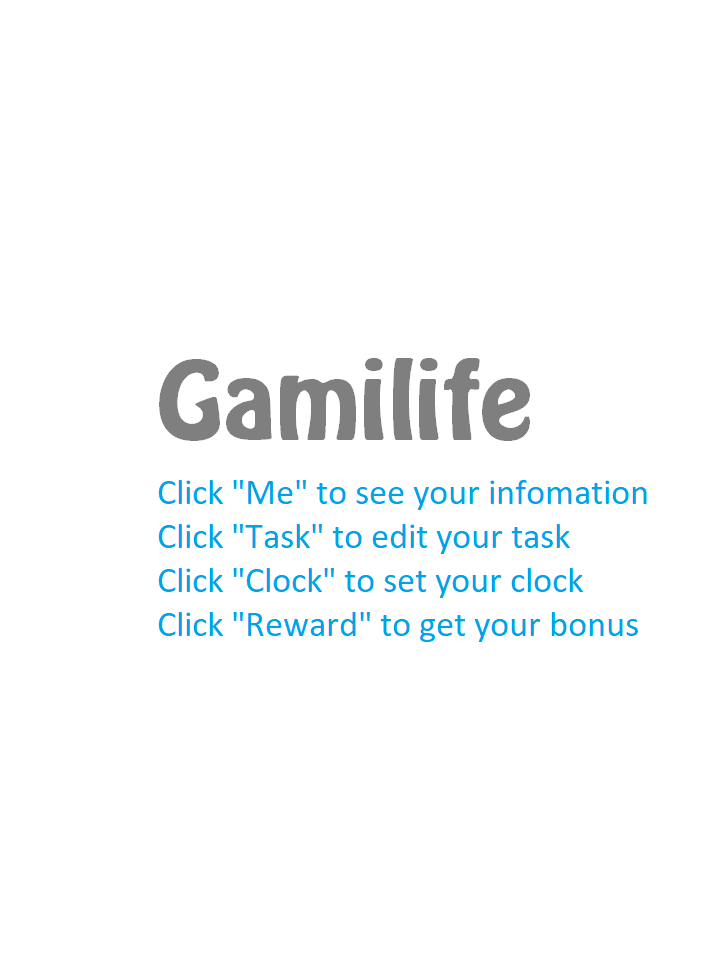 Gamilife
Click "Me" to see your infomation
Click "Task" to edit your task
Click "Clock" to set your clock
Click "Reward" to get your bonus